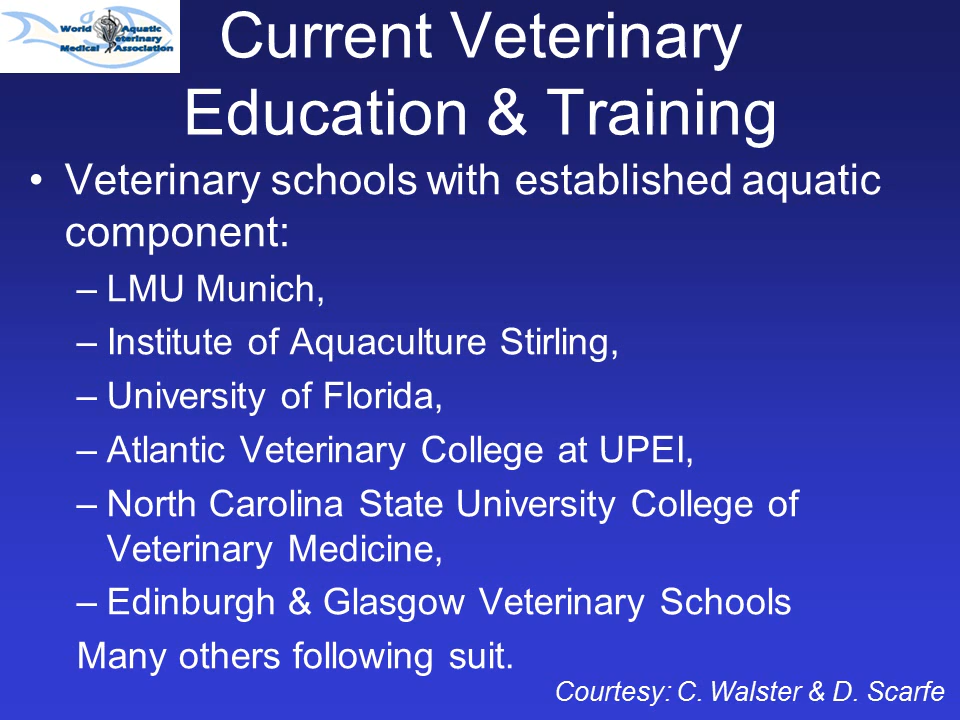 World Aquatic
Veterinary
Medical Association
Current Veterinary
Education & Training
• Veterinary schools with established aquatic
component:
– LMU Munich,
– Institute of Aquaculture Stirling,
– University of Florida,
– Atlantic Veterinary College at UPEI,
– North Carolina State University College of
Veterinary Medicine,
– Edinburgh & Glasgow Veterinary Schools
Many others following suit.
Courtesy: C. Walster & D. Scarfe